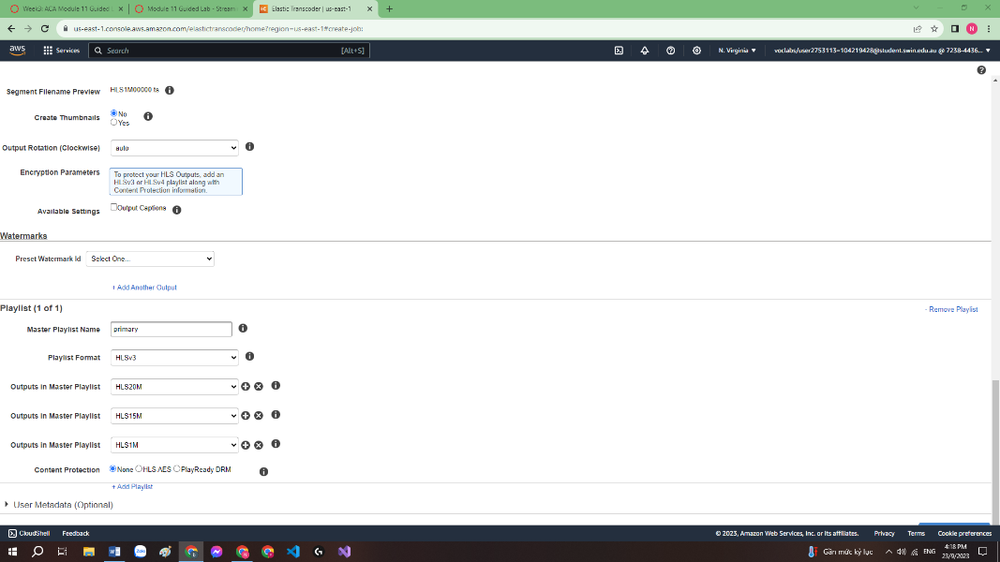 Week3: ACA Module 11 Guided
Module 11 Guided Lab - Stream
Elastic Transcoder | us-east-1
us-east-1.console.aws.amazon.com/elastictranscoder/home?region=us-east-1#create-job:
N
aws
Services
Search
[Alt+S]
N. Virginia
voclabs/user2753113=104219428@student.swin.edu.au @ 7238-4436...
Segment Filename Preview
HLS1M00000.ts
Create Thumbnails
No
Yes
Output Rotation (Clockwise)
auto
Encryption Parameters
To protect your HLS Outputs, add an
HLSv3 or HLSv4 playlist along with
Content Protection information.
Available Settings
Output Captions
Watermarks
Preset Watermark Id
Select One...
+ Add Another Output
Playlist (1 of 1)
- Remove Playlist
Master Playlist Name
primary
Playlist Format
HLSv3
Outputs in Master Playlist
HLS20M
Outputs in Master Playlist
HLS15M
Outputs in Master Playlist
HLS1M
Content Protection
None
HLS AES
PlayReady DRM
+ Add Playlist
User Metadata (Optional)
CloudShell
Feedback
© 2023, Amazon Web Services, Inc. or its affiliates.
Privacy
Terms
Cookie preferences
Gần mức kỷ lục
ENG
4:18 PM
23/9/2023